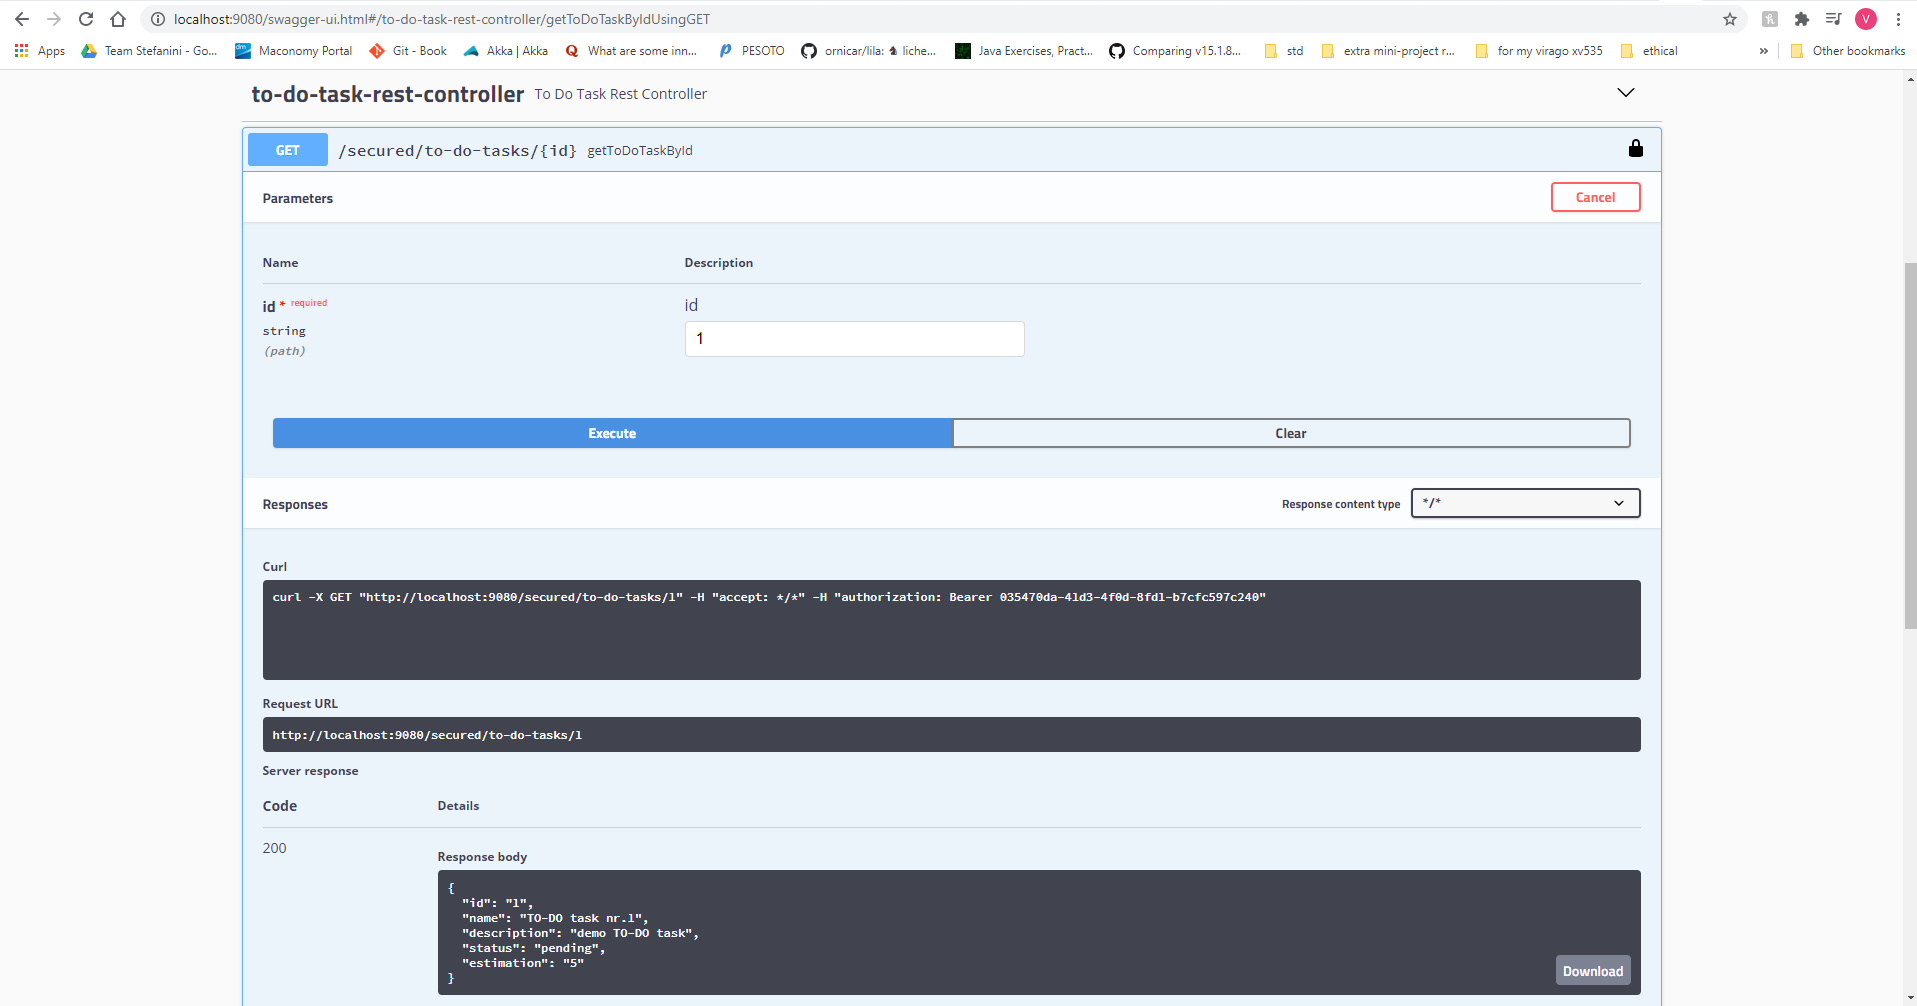 localhost:9080/swagger-ui.html#/to-do-task-rest-controller/getToDoTaskByIdUsingGET
V
Apps Team Stefanini - Go... Maconomy Portal Git - Book Akka | Akka What are some inn... PESOTO ornicar/lila: ♞ liche... Java Exercises, Pract... Comparing v15.1.8... std extra mini-project r... for my virago xv535 ethical » Other bookmarks
to-do-task-rest-controller To Do Task Rest Controller
GET /secured/to-do-tasks/{id} getToDoTaskById
Parameters Cancel
Name Description
id * required id
string 1
(path)
Execute Clear
Responses Response content type */*
Curl
curl -X GET "http://localhost:9080/secured/to-do-tasks/1" -H "accept: */*" -H "authorization: Bearer 035470da-41d3-4f0d-8fd1-b7cfc597c240"
Request URL
http://localhost:9080/secured/to-do-tasks/1
Server response
Code Details
200
Response body
{
"id": "1",
"name": "TO-DO task nr.1",
"description": "demo TO-DO task",
"status": "pending",
"estimation": "5"
}
Download